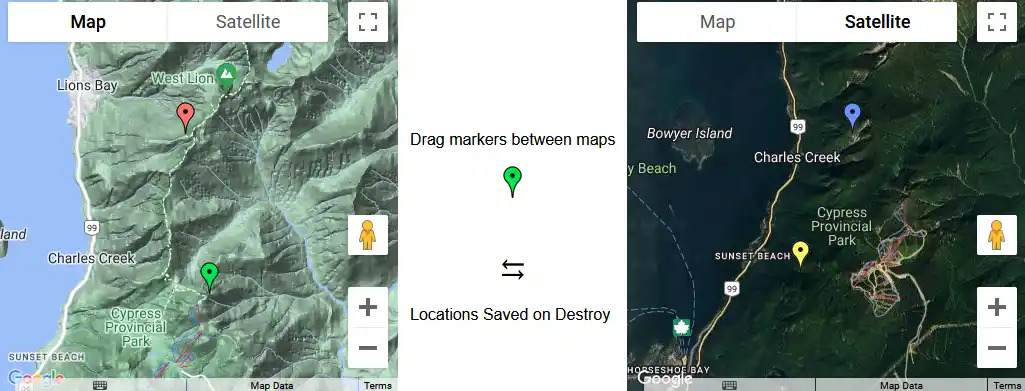 Map
Satellite
West Lion
Lions Bay
land
99
Charles Creek
Cypress
Provincial
Park
SUNSET BEACH
99
Google
Map Data
Terms
Drag markers between maps
Locations Saved on Destroy
Map
Satellite
99
Bowyer Island
Charles Creek
y Beach
Cypress
Provincial
Park
SUNSET BEACH
99
HORSESHOE BAY
Google
Map Data
Terms